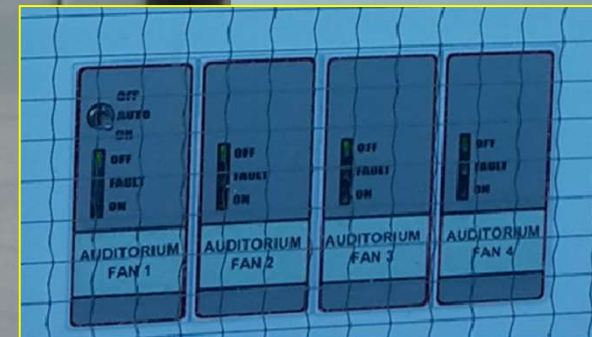 OFF
AUTO
ON
OFF
FAULT
ON
AUDITORIUM
FAN 1
OFF
FAULT
ON
AUDITORIUM
FAN 2
OFF
FAULT
ON
AUDITORIUM
FAN 3
OFF
FAULT
ON
AUDITORIUM
FAN 4